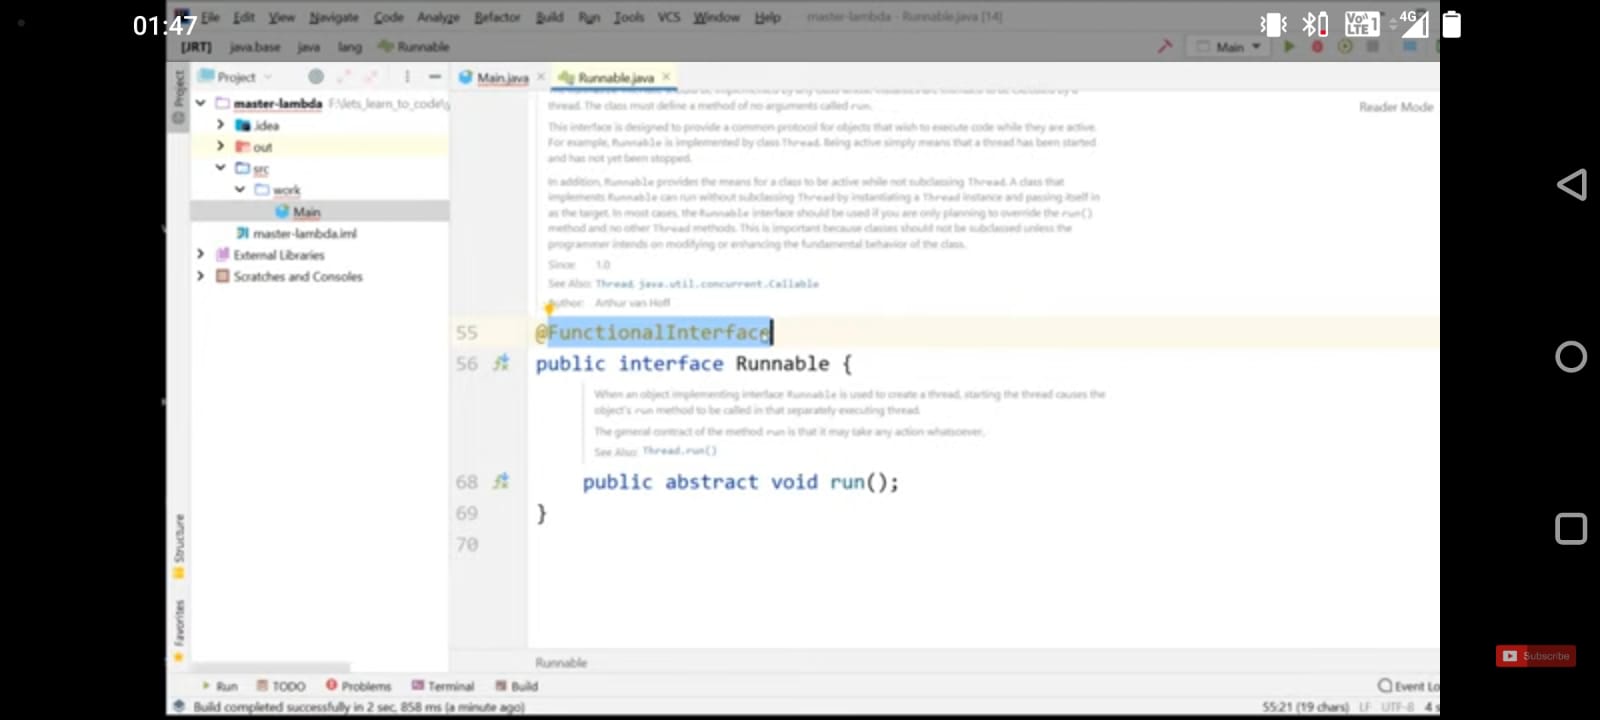 01:47
File Edit View Navigate Code Analyze Refactor Build Run Tools VCS Window Help master-lambda - Runnable.java [14]
VoLTE 1 4G
[JRT] java.base java lang Runnable Main
Project Main.java Runnable.java
Project
master-lambda F:\lets_learn_to_code\
.idea
out
src
work
Main
master-lambda.iml
External Libraries
Scratches and Consoles
Structure
Favorites
Reader Mode
thread. The class must define a method of no arguments called run.
This interface is designed to provide a common protocol for objects that wish to execute code while they are active.
For example, Runnable is implemented by class Thread. Being active simply means that a thread has been started
and has not yet been stopped.
In addition, Runnable provides the means for a class to be active while not subclassing Thread. A class that
implements Runnable can run without subclassing Thread by instantiating a Thread instance and passing itself in
as the target. In most cases, the Runnable interface should be used if you are only planning to override the run()
method and no other Thread methods. This is important because classes should not be subclassed unless the
programmer intends on modifying or enhancing the fundamental behavior of the class.
Since: 1.0
See Also: Thread, java.util.concurrent.Callable
Author: Arthur van Hoff
55 @FunctionalInterface
56 public interface Runnable {
When an object implementing interface Runnable is used to create a thread, starting the thread causes the
object's run method to be called in that separately executing thread.
The general contract of the method run is that it may take any action whatsoever.
See Also: Thread.run()
68 public abstract void run();
69 }
70
Runnable
Subscribe
Run TODO Problems Terminal Build Event Lo
Build completed successfully in 2 sec, 858 ms (a minute ago) 55:21 (19 chars) LF UTF-8 4 s